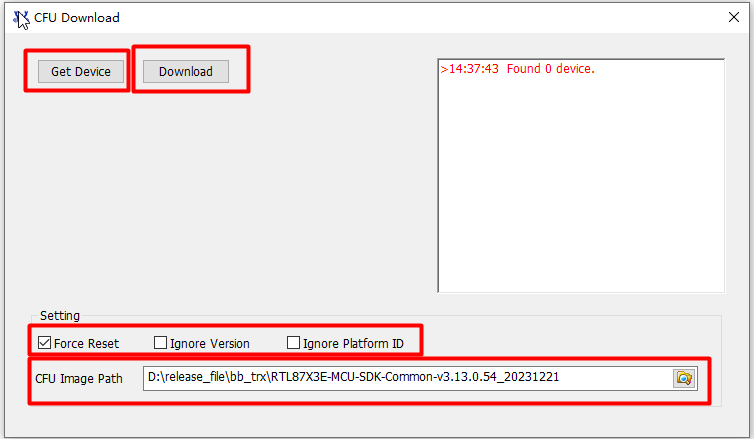 CFU Download
Get Device
Download
>14:37:43 Found 0 device.
Setting
Force Reset
Ignore Version
Ignore Platform ID
CFU Image Path
D:\release_file\bb_trx\RTL87X3E-MCU-SDK-Common-v3.13.0.54_20231221